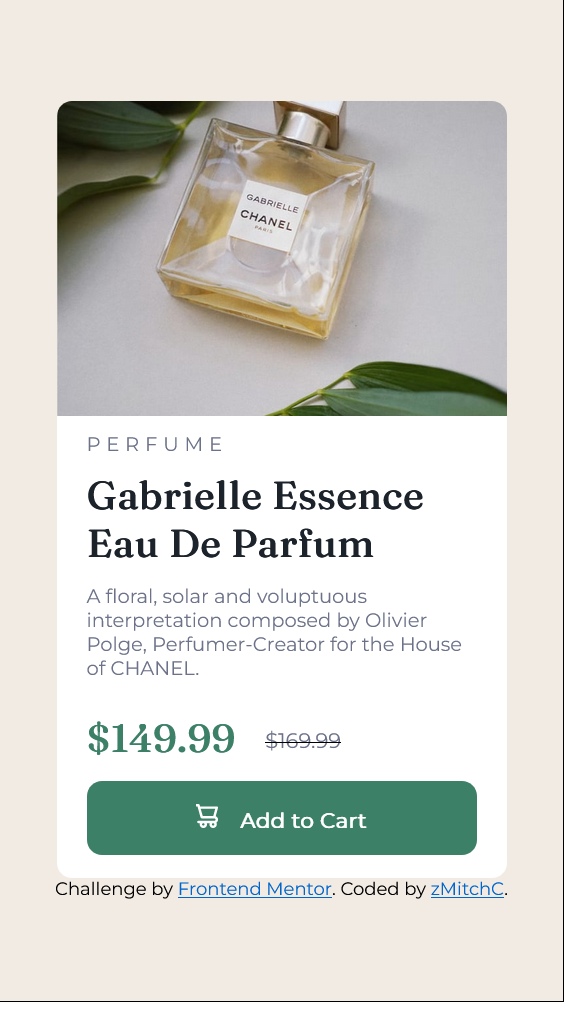 GABRIELLE
CHANEL
PARIS
PERFUME
Gabrielle Essence
Eau De Parfum
A floral, solar and voluptuous
interpretation composed by Olivier
Polge, Perfumer-Creator for the House
of CHANEL.
$149.99 $169.99
Add to Cart
Challenge by Frontend Mentor. Coded by zMitchC.